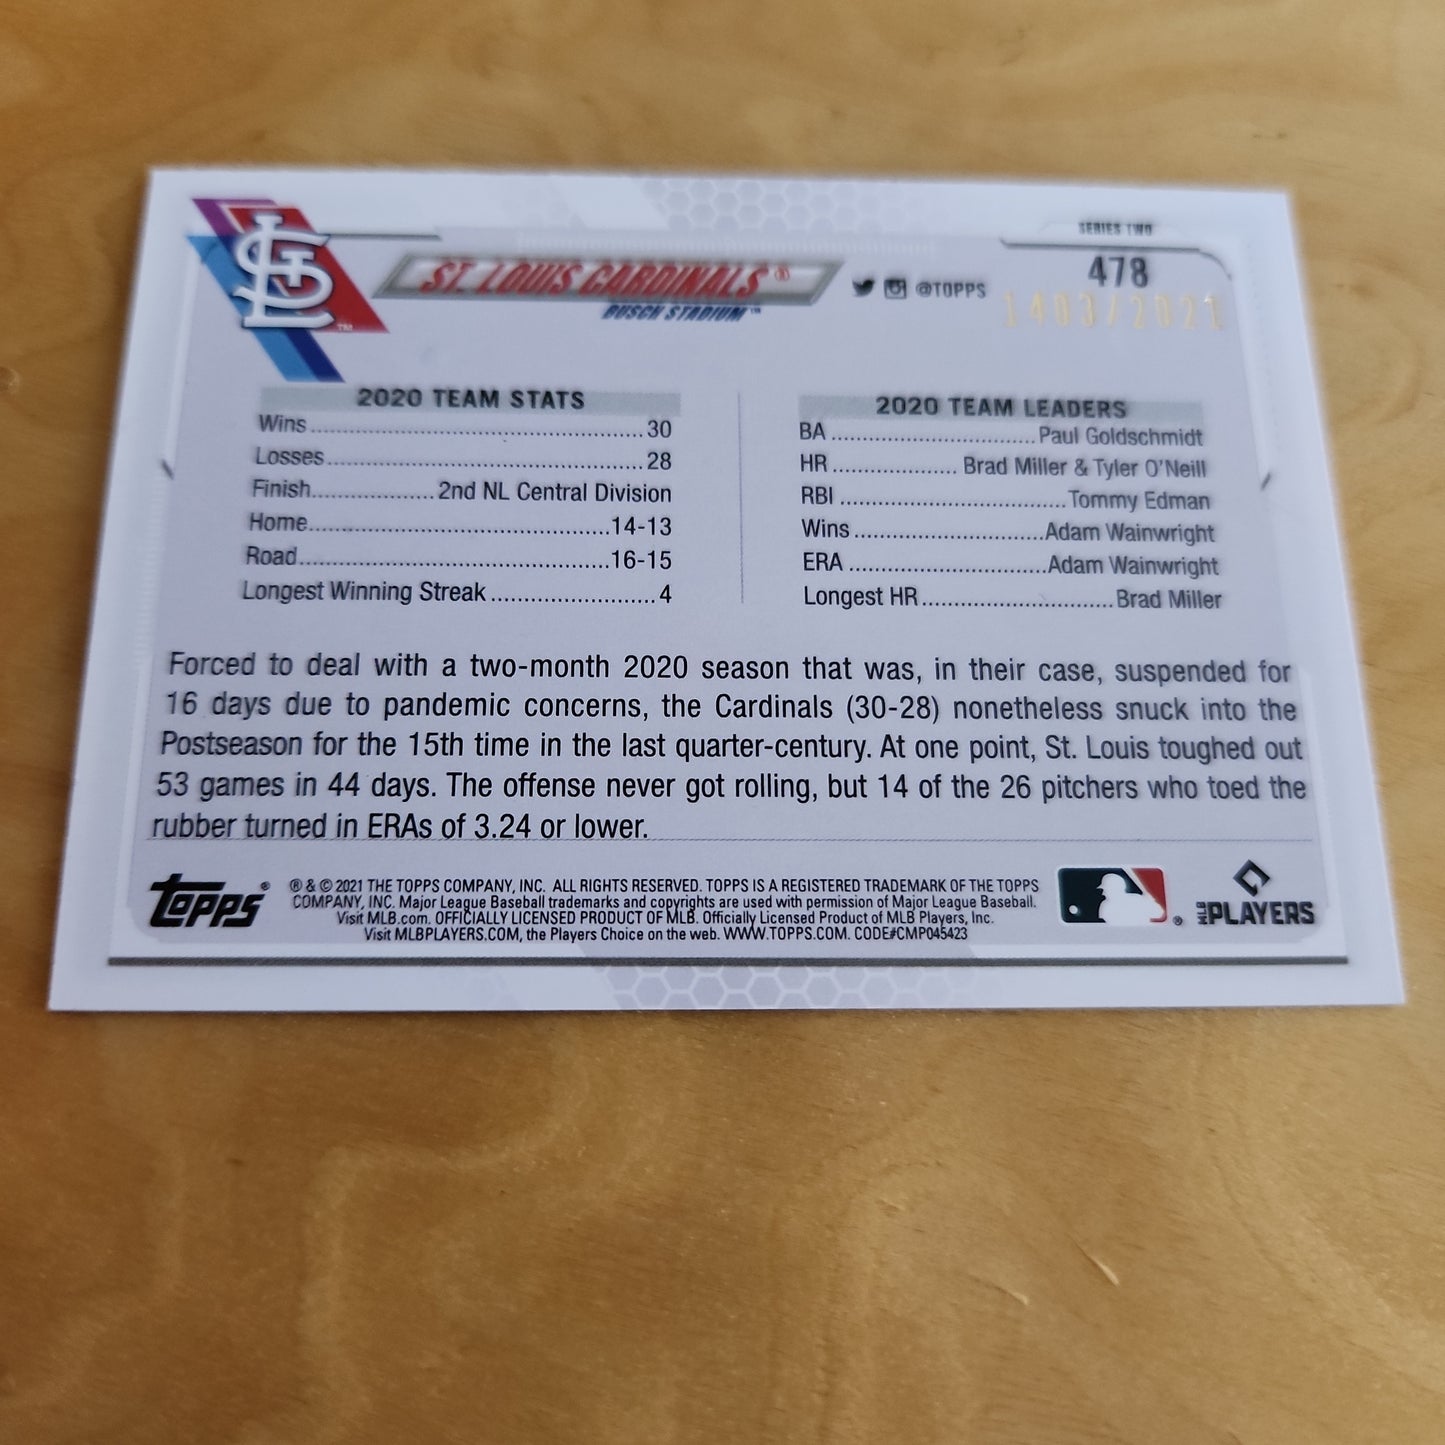 SERIES TWO
STL ™
ST. LOUIS CARDINALS®
BUSCH STADIUM™
@TOPPS
478
1403/2021
2020 TEAM STATS
Wins..............................................30
Losses...........................................28
Finish...................2nd NL Central Division
Home.........................................14-13
Road..........................................16-15
Longest Winning Streak.........................4
2020 TEAM LEADERS
BA...............................Paul Goldschmidt
HR...................Brad Miller & Tyler O'Neill
RBI...................................Tommy Edman
Wins.............................Adam Wainwright
ERA..............................Adam Wainwright
Longest HR..............................Brad Miller
Forced to deal with a two-month 2020 season that was, in their case, suspended for
16 days due to pandemic concerns, the Cardinals (30-28) nonetheless snuck into the
Postseason for the 15th time in the last quarter-century. At one point, St. Louis toughed out
53 games in 44 days. The offense never got rolling, but 14 of the 26 pitchers who toed the
rubber turned in ERAs of 3.24 or lower.
topps®
® & © 2021 THE TOPPS COMPANY, INC. ALL RIGHTS RESERVED. TOPPS IS A REGISTERED TRADEMARK OF THE TOPPS
COMPANY, INC. Major League Baseball trademarks and copyrights are used with permission of Major League Baseball.
Visit MLB.com. OFFICIALLY LICENSED PRODUCT OF MLB. Officially Licensed Product of MLB Players, Inc.
Visit MLBPLAYERS.COM, the Players Choice on the web. WWW.TOPPS.COM. CODE#CMP045423
®
MLB PLAYERS